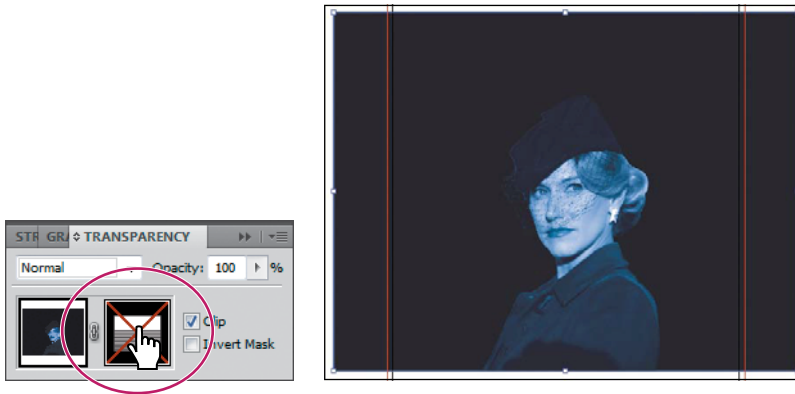 STR GRA TRANSPARENCY
Normal Opacity: 100 %
Clip
Invert Mask